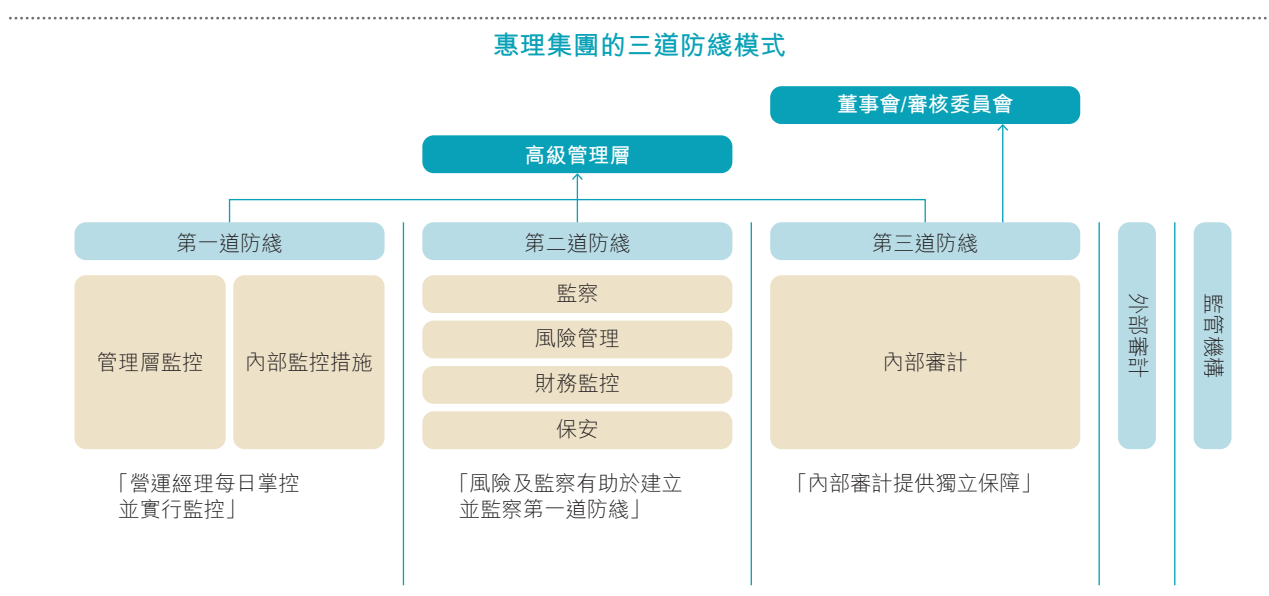 惠理集團的三道防綫模式
董事會/審核委員會
高級管理層
第一道防綫
第二道防綫
第三道防綫
管理層監控
內部監控措施
監察
風險管理
財務監控
保安
內部審計
外部審計
監管機構
「營運經理每日掌控
並實行監控」
「風險及監察有助於建立
並監察第一道防綫」
「內部審計提供獨立保障」